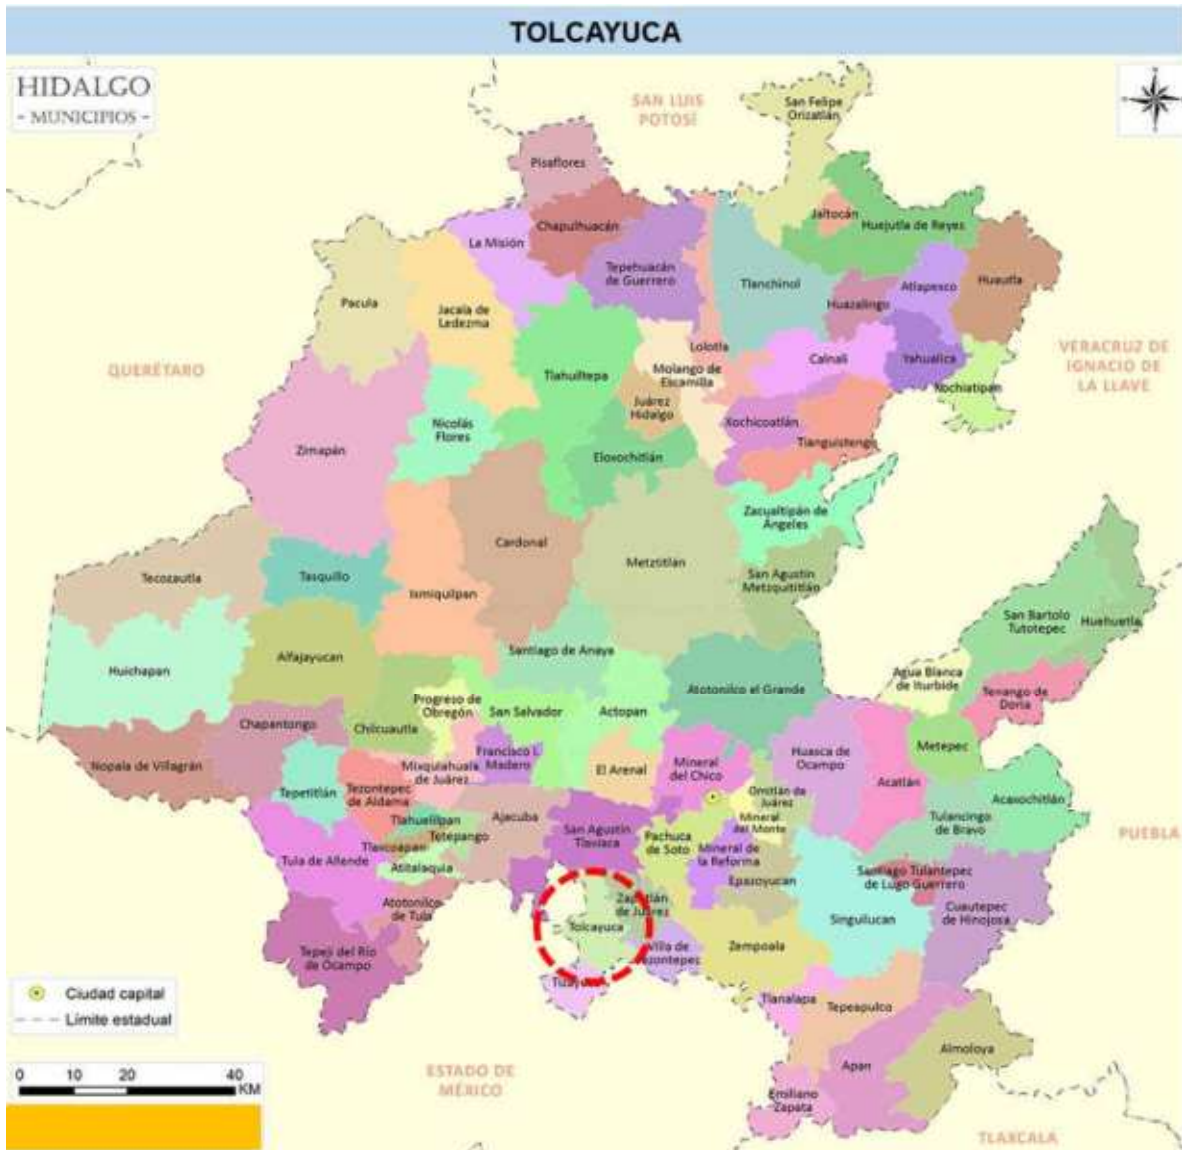 TOLCAYUCA
HIDALGO
- MUNICIPIOS -
SAN LUIS
POTOSÍ
San Felipe
Orizatlán
Pisaflores
Jaltocán
Huejutla de Reyes
Chapulhuacán
La Misión
Tepehuacán
de Guerrero
Tlanchinol
Atlapexco
Huautla
Huazalingo
Pacula
Jacala de
Ledezma
Lolotla
Calnali
Yahualica
VERACRUZ DE
IGNACIO DE
LA LLAVE
QUERÉTARO
Tlahuiltepa
Molango de
Escamilla
Xochiatipan
Juárez
Hidalgo
Nicolás
Flores
Xochicoatlán
Tianguistengo
Zimapán
Eloxochitlán
Zacualtipán de
Ángeles
Cardonal
Metztitlán
San Agustín
Metzquititlán
Tecozautla
Tasquillo
Ixmiquilpan
San Bartolo
Tutotepec
Huehuetla
Santiago de Anaya
Alfajayucan
Huichapan
Agua Blanca
de Iturbide
Tenango de
Doria
Atotonilco el Grande
Progreso de
Obregón
San Salvador
Actopan
Chapantongo
Chilcuautla
Metepec
Francisco I.
Madero
Huasca de
Ocampo
Nopala de Villagrán
Mixquiahuala
de Juárez
El Arenal
Mineral
del Chico
Acatlán
Tepetitlán
Tezontepec
de Aldama
Omitlán de
Juárez
Acaxochitlán
Tlahuelilpan
Ajacuba
Mineral
del Monte
Tulancingo
de Bravo
PUEBLA
Tetepango
San Agustín
Tlaxiaca
Pachuca
de Soto
Tlaxcoapan
Mineral de
la Reforma
Tula de Allende
Atitalaquia
Epazoyucan
Santiago Tulantepec
de Lugo Guerrero
Atotonilco
de Tula
Zapotlán
de Juárez
Cuautepec
de Hinojosa
Tolcayuca
Singuilucan
Tepeji del Río
de Ocampo
Villa de
Tezontepec
Zempoala
Tizayuca
Tlanalapa
Tepeapulco
Ciudad capital
Límite estadual
Almoloya
Apan
ESTADO DE
MÉXICO
0 10 20 40
KM
Emiliano
Zapata
TLAXCALA